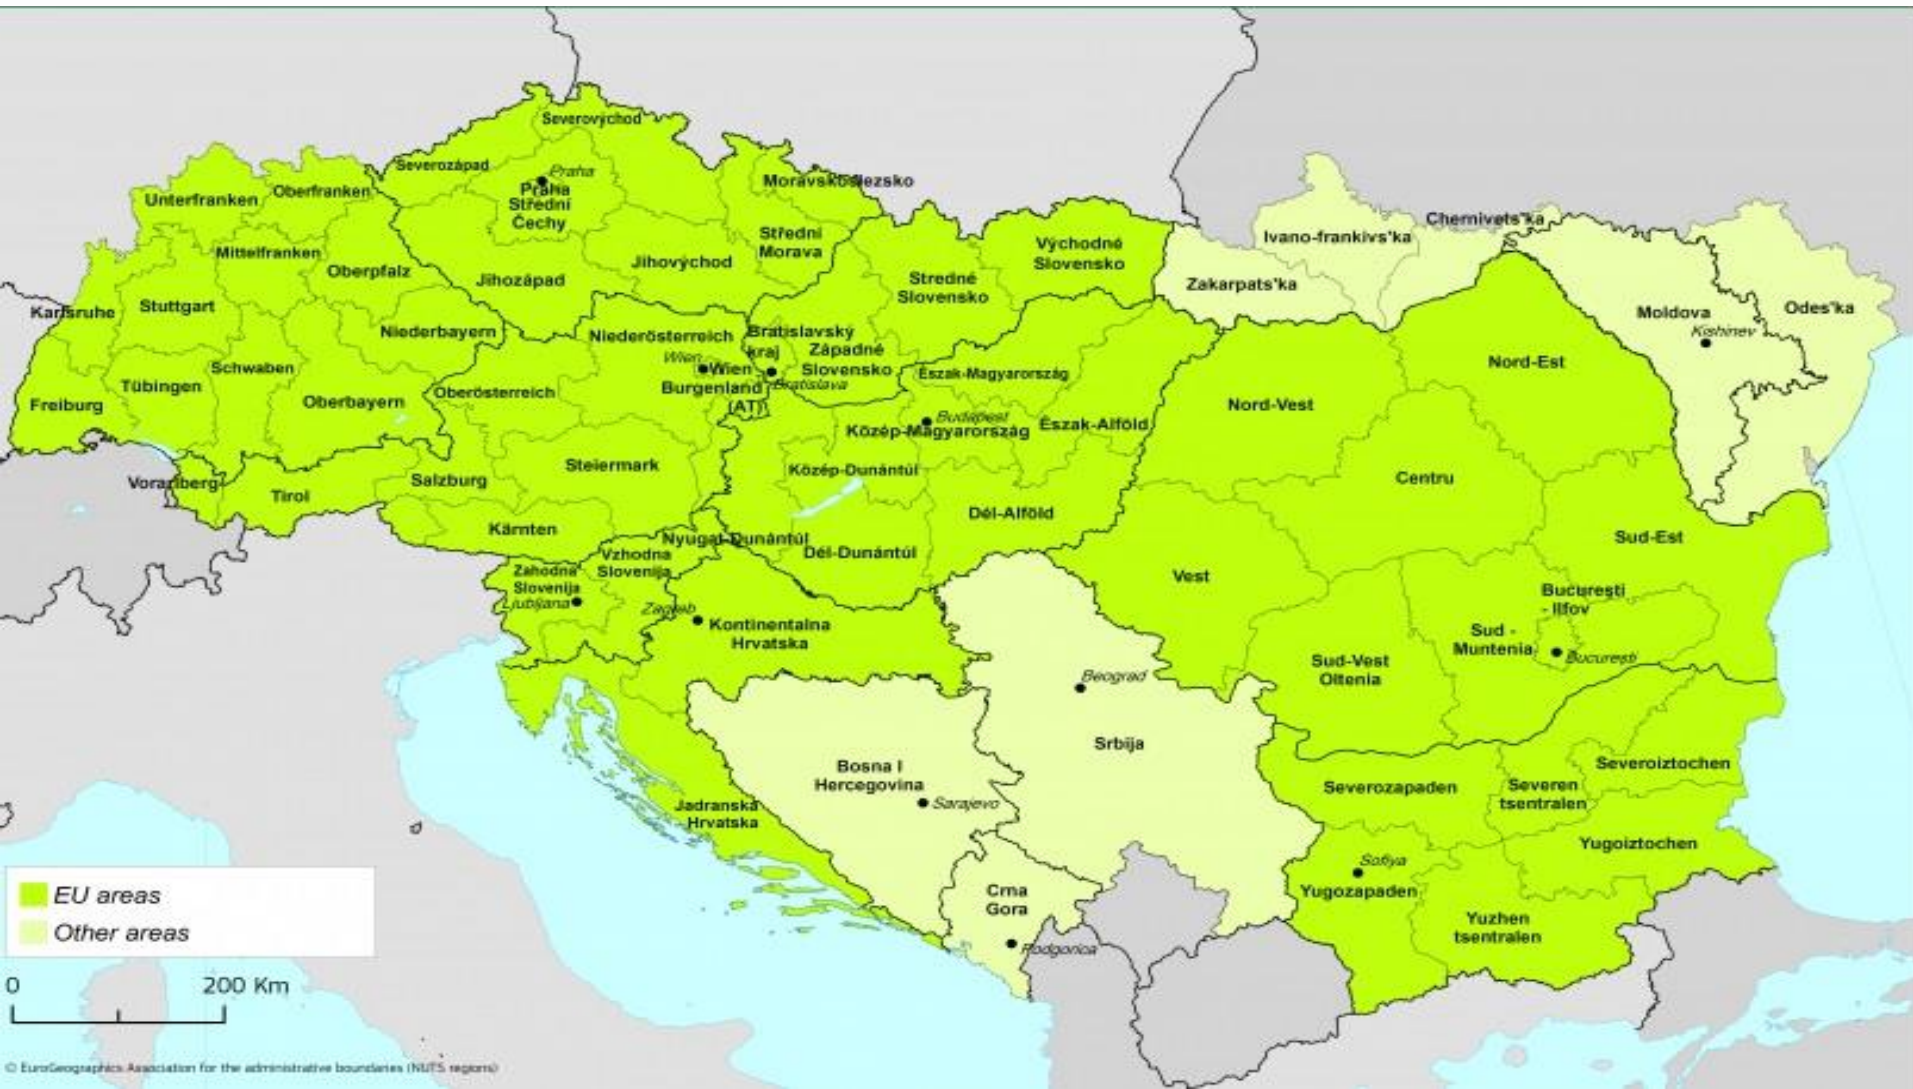 Severovýchod
Severozápad
Praha
Praha
Střední
Čechy
Moravskoslezsko
Unterfranken
Oberfranken
Střední
Morava
Východné
Slovensko
Ivano-frankivs'ka
Chernivets'ka
Mittelfranken
Oberpfalz
Jihozápad
Jihovýchod
Stredné
Slovensko
Zakarpats'ka
Karlsruhe
Stuttgart
Niederbayern
Niederösterreich
Bratislavský
kraj
Západné
Slovensko
Moldova
Kishinev
Odes'ka
Schwaben
Tübingen
Wien
Wien
Burgenland
(AT)
Bratislava
Észak-Magyarország
Nord-Est
Freiburg
Oberbayern
Oberösterreich
Budapest
Közép-Magyarország
Észak-Alföld
Nord-Vest
Steiermark
Közép-Dunántúl
Centru
Vorarlberg
Tirol
Salzburg
Kärnten
Nyugat-Dunántúl
Dél-Dunántúl
Dél-Alföld
Sud-Est
Vzhodna
Slovenija
Zahodna
Slovenija
Ljubljana
Zagreb
Kontinentalna
Hrvatska
Vest
Bucureşti
- Ilfov
Sud -
Muntenia
Bucureşti
Sud-Vest
Oltenia
Beograd
Srbija
Bosna I
Hercegovina
Sarajevo
Jadranska
Hrvatska
Severozapaden
Severen
tsentralen
Severoiztochen
Yugoiztochen
Sofiya
Yugozapaden
Yuzhen
tsentralen
Crna
Gora
Podgorica
EU areas
Other areas
0 200 Km
© EuroGeographics Association for the administrative boundaries (NUTS regions)